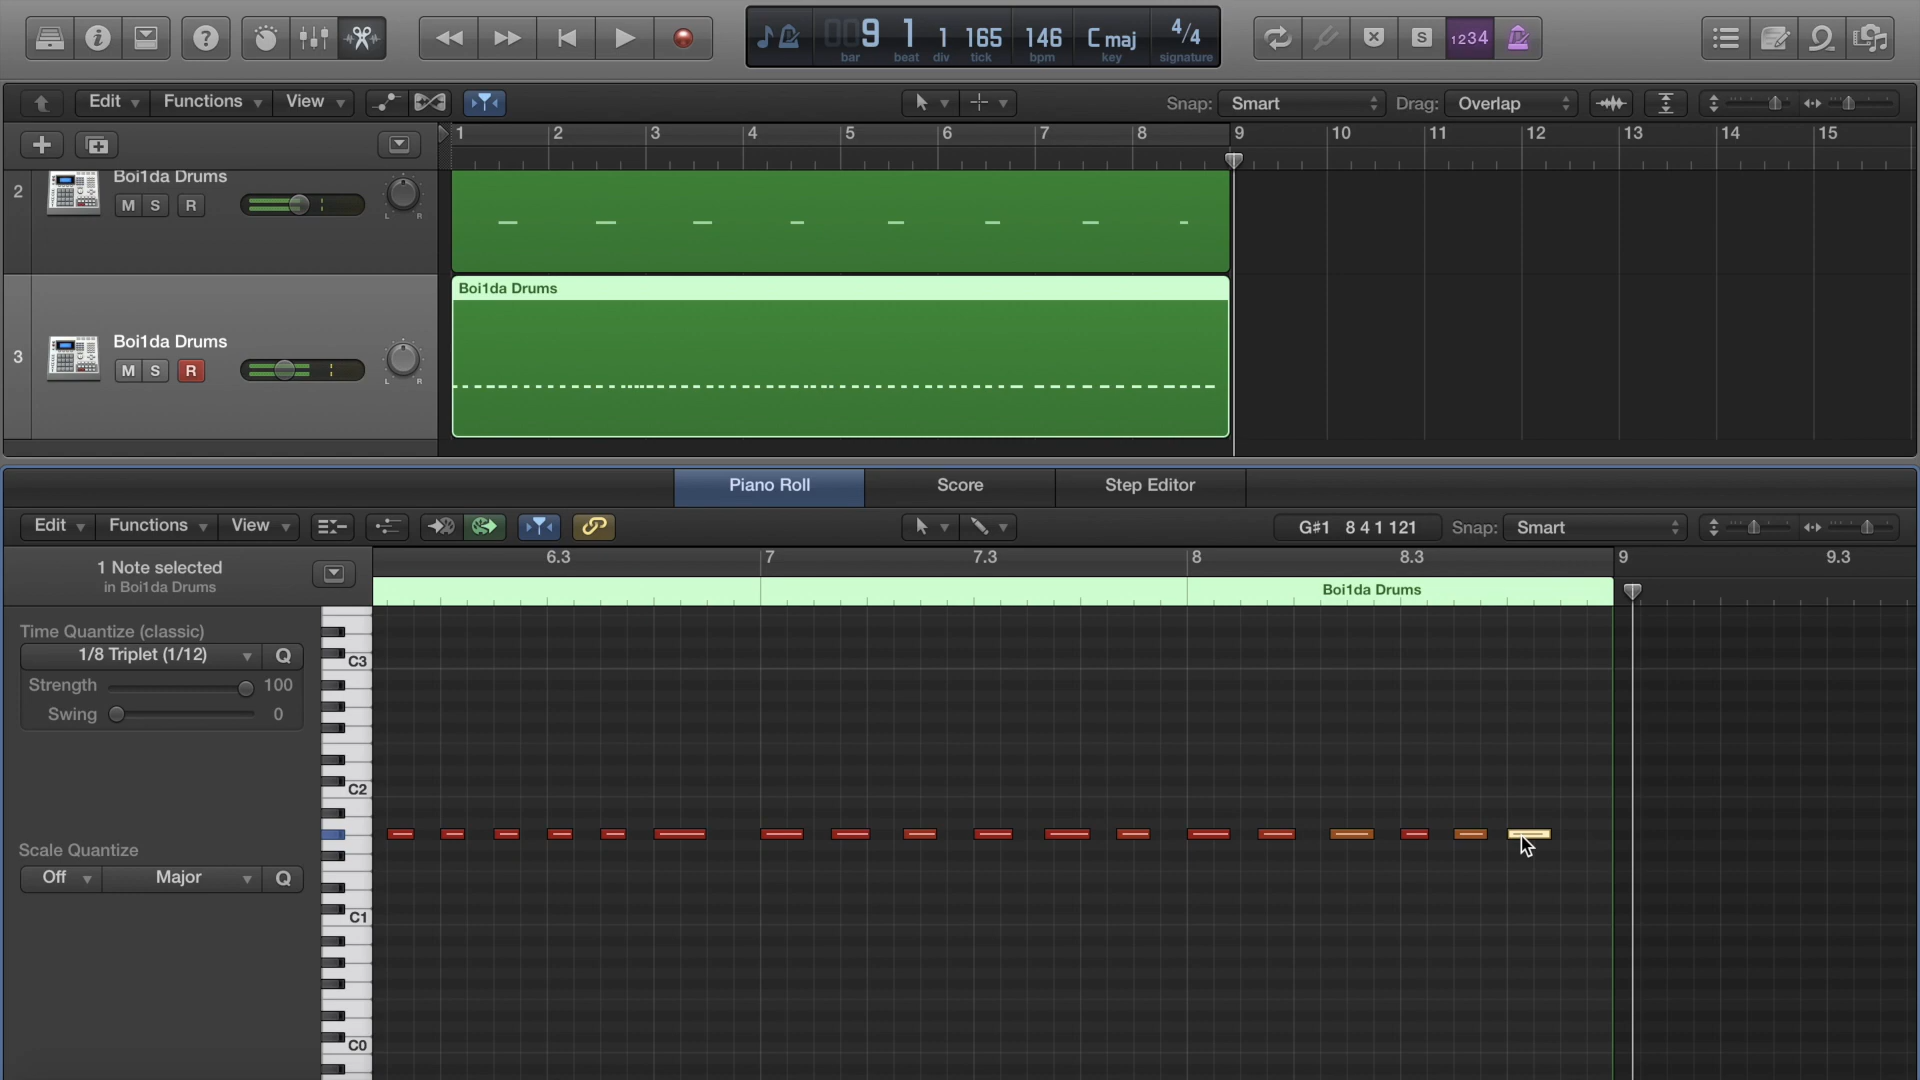 009 1 1 165 146 Cmaj 4/4
bar beat div tick bpm key signature
S 1234
Edit Functions View Snap: Smart Drag: Overlap
1 2 3 4 5 6 7 8 9 10 11 12 13 14 15
2 Boi1da Drums
M S R L R
Boi1da Drums
3 Boi1da Drums
M S R L R
Piano Roll Score Step Editor
Edit Functions View G#1 8 4 1 121 Snap: Smart
6.3 7 7.3 8 8.3 9 9.3
1 Note selected
in Boi1da Drums
Boi1da Drums
Time Quantize (classic)
1/8 Triplet (1/12) Q
Strength 100
Swing 0
C3
C2
Scale Quantize
Off Major Q
C1
C0